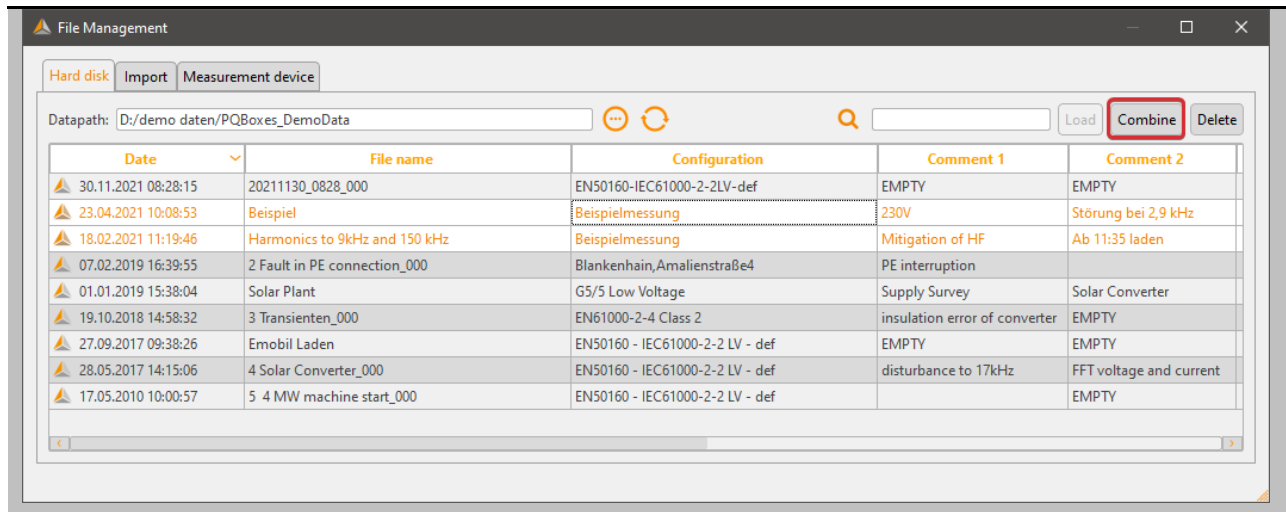 File Management
Hard disk Import Measurement device
Datapath: D:/demo daten/PQBoxes_DemoData Load Combine Delete
Date File name Configuration Comment 1 Comment 2
30.11.2021 08:28:15 20211130_0828_000 EN50160-IEC61000-2-2LV-def EMPTY EMPTY
23.04.2021 10:08:53 Beispiel Beispielmessung 230V Störung bei 2,9 kHz
18.02.2021 11:19:46 Harmonics to 9kHz and 150 kHz Beispielmessung Mitigation of HF Ab 11:35 laden
07.02.2019 16:39:55 2 Fault in PE connection_000 Blankenhain,Amalienstraße4 PE interruption
01.01.2019 15:38:04 Solar Plant G5/5 Low Voltage Supply Survey Solar Converter
19.10.2018 14:58:32 3 Transienten_000 EN61000-2-4 Class 2 insulation error of converter EMPTY
27.09.2017 09:38:26 Emobil Laden EN50160 - IEC61000-2-2 LV - def EMPTY EMPTY
28.05.2017 14:15:06 4 Solar Converter_000 EN50160 - IEC61000-2-2 LV - def disturbance to 17kHz FFT voltage and current
17.05.2010 10:00:57 5 4 MW machine start_000 EN50160 - IEC61000-2-2 LV - def EMPTY